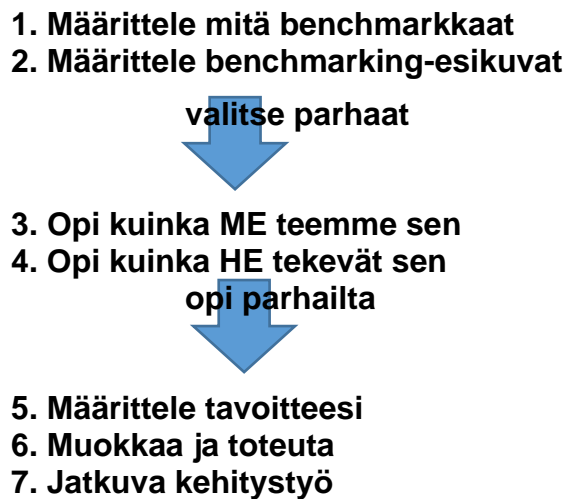 1. Määrittele mitä benchmarkkaat
2. Määrittele benchmarking-esikuvat
valitse parhaat
3. Opi kuinka ME teemme sen
4. Opi kuinka HE tekevät sen
opi parhailta
5. Määrittele tavoitteesi
6. Muokkaa ja toteuta
7. Jatkuva kehitystyö